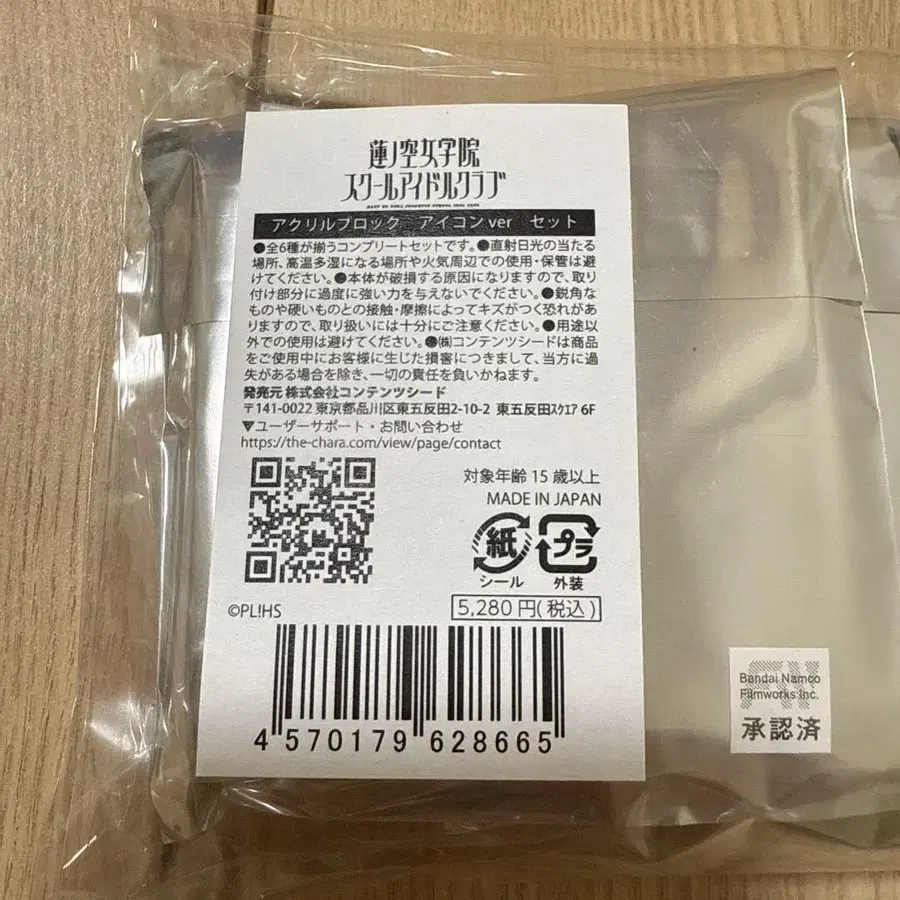 蓮ノ空女学院
スクールアイドルクラブ
アクリルブロック アイコンver セット
●全6種が揃うコンプリートセットです。●直射日光の当たる
場所、高温多湿になる場所や火気周辺での使用・保管は避
けてください。●本体が破損する原因になりますので、取り
付け部分に過度に強い力を与えないでください。●鋭角な
ものや硬いものとの接触・摩擦によってキズがつく恐れがあ
りますので、取り扱いには十分にご注意ください。●用途以
外での使用は避けてください。●㈱コンテンツシードは商品
をご使用中にお客様に生じた損害につきまして、当方に過
失がある場合を除き、一切の責任を負いかねます。
発売元 株式会社コンテンツシード
〒141-0022 東京都品川区東五反田2-10-2 東五反田ｽｸｴｱ 6F
▼ユーザーサポート・お問い合わせ
https://the-chara.com/view/page/contact
対象年齢 15 歳以上
MADE IN JAPAN
紙
シール
プラ
外装
©PL!HS
5,280円(税込)
4 570179 628665
Bandai Namco
Filmworks Inc.
承認済